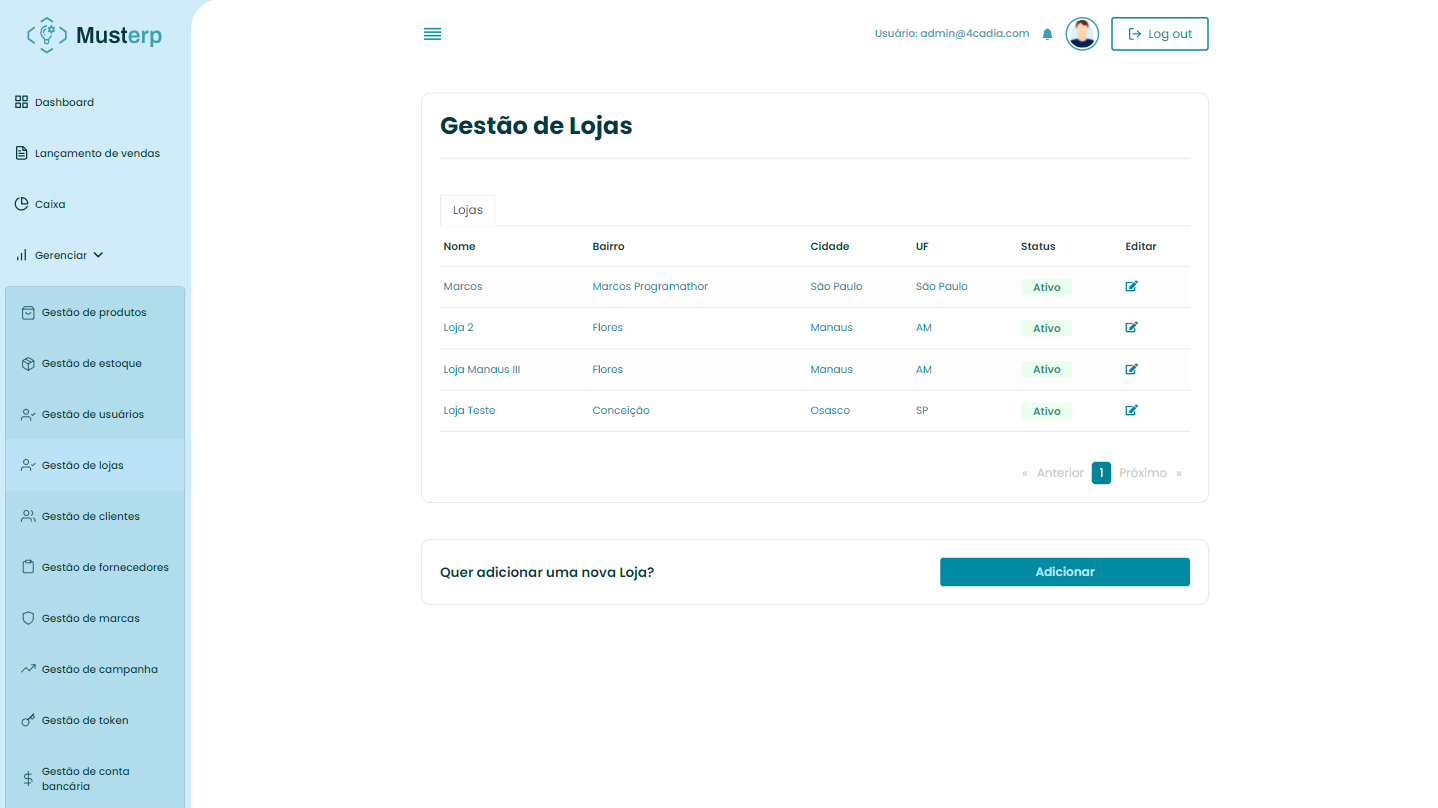 Musterp
Usuário: admin@4cadia.com
Log out
Dashboard
Lançamento de vendas
Caixa
Gerenciar
Gestão de produtos
Gestão de estoque
Gestão de usuários
Gestão de lojas
Gestão de clientes
Gestão de fornecedores
Gestão de marcas
Gestão de campanha
Gestão de token
Gestão de conta
bancária
Gestão de Lojas
Lojas
Nome Bairro Cidade UF Status Editar
Marcos Marcos Programathor São Paulo São Paulo Ativo
Loja 2 Flores Manaus AM Ativo
Loja Manaus III Flores Manaus AM Ativo
Loja Teste Conceição Osasco SP Ativo
« Anterior 1 Próximo »
Quer adicionar uma nova Loja? Adicionar